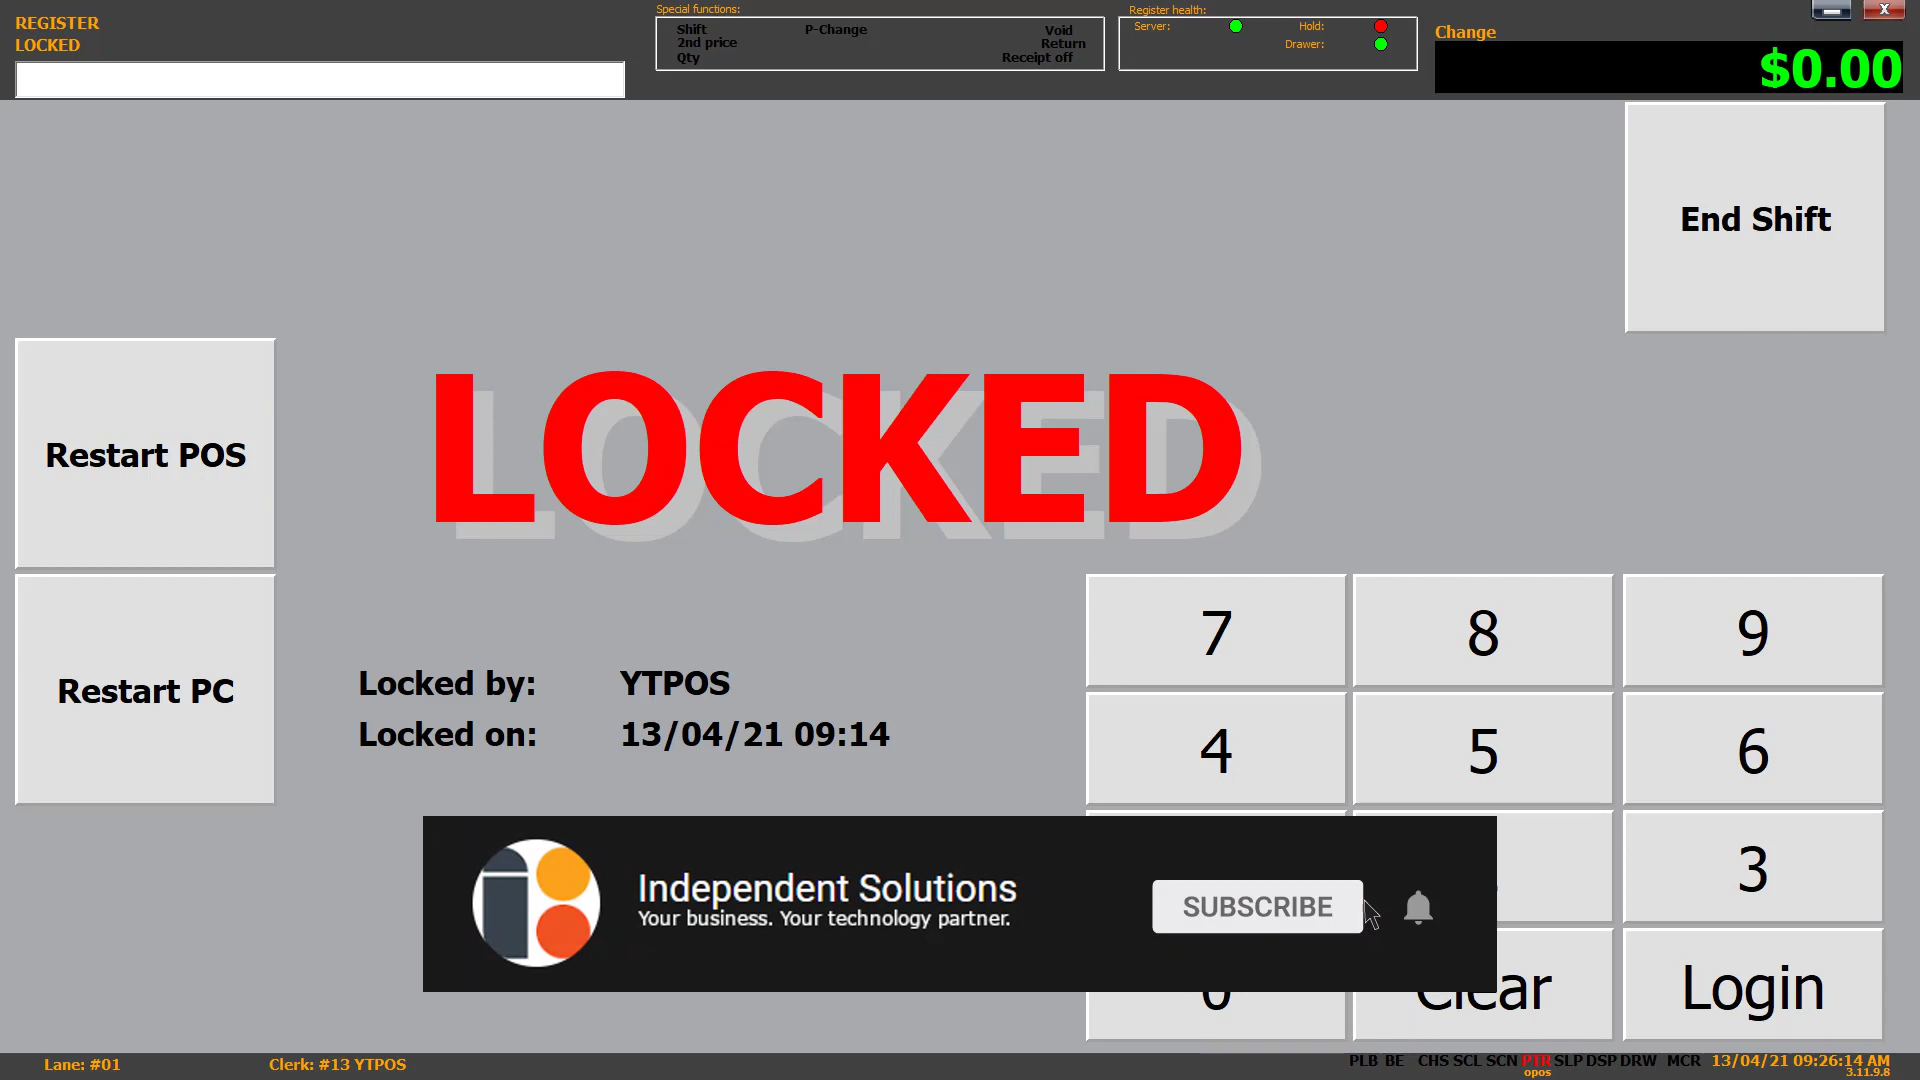 REGISTER
LOCKED
Special functions:
Shift P-Change Void
2nd price Return
Qty Receipt off
Register health:
Server: Hold:
Drawer:
Change
$0.00
X
End Shift
Restart POS
LOCKED
Restart PC
Locked by: YTPOS
Locked on: 13/04/21 09:14
7 8 9
4 5 6
3
0 Clear Login
Independent Solutions
Your business. Your technology partner.
SUBSCRIBE
Lane: #01
Clerk: #13 YTPOS
PLB BE CHS SCL SCN PTR SLP DSP DRW MCR 13/04/21 09:26:14 AM
opos 3.11.9.8